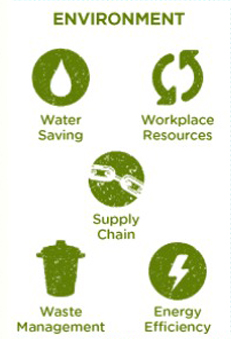 ENVIRONMENT
Water
Saving
Workplace
Resources
Supply
Chain
Waste
Management
Energy
Efficiency